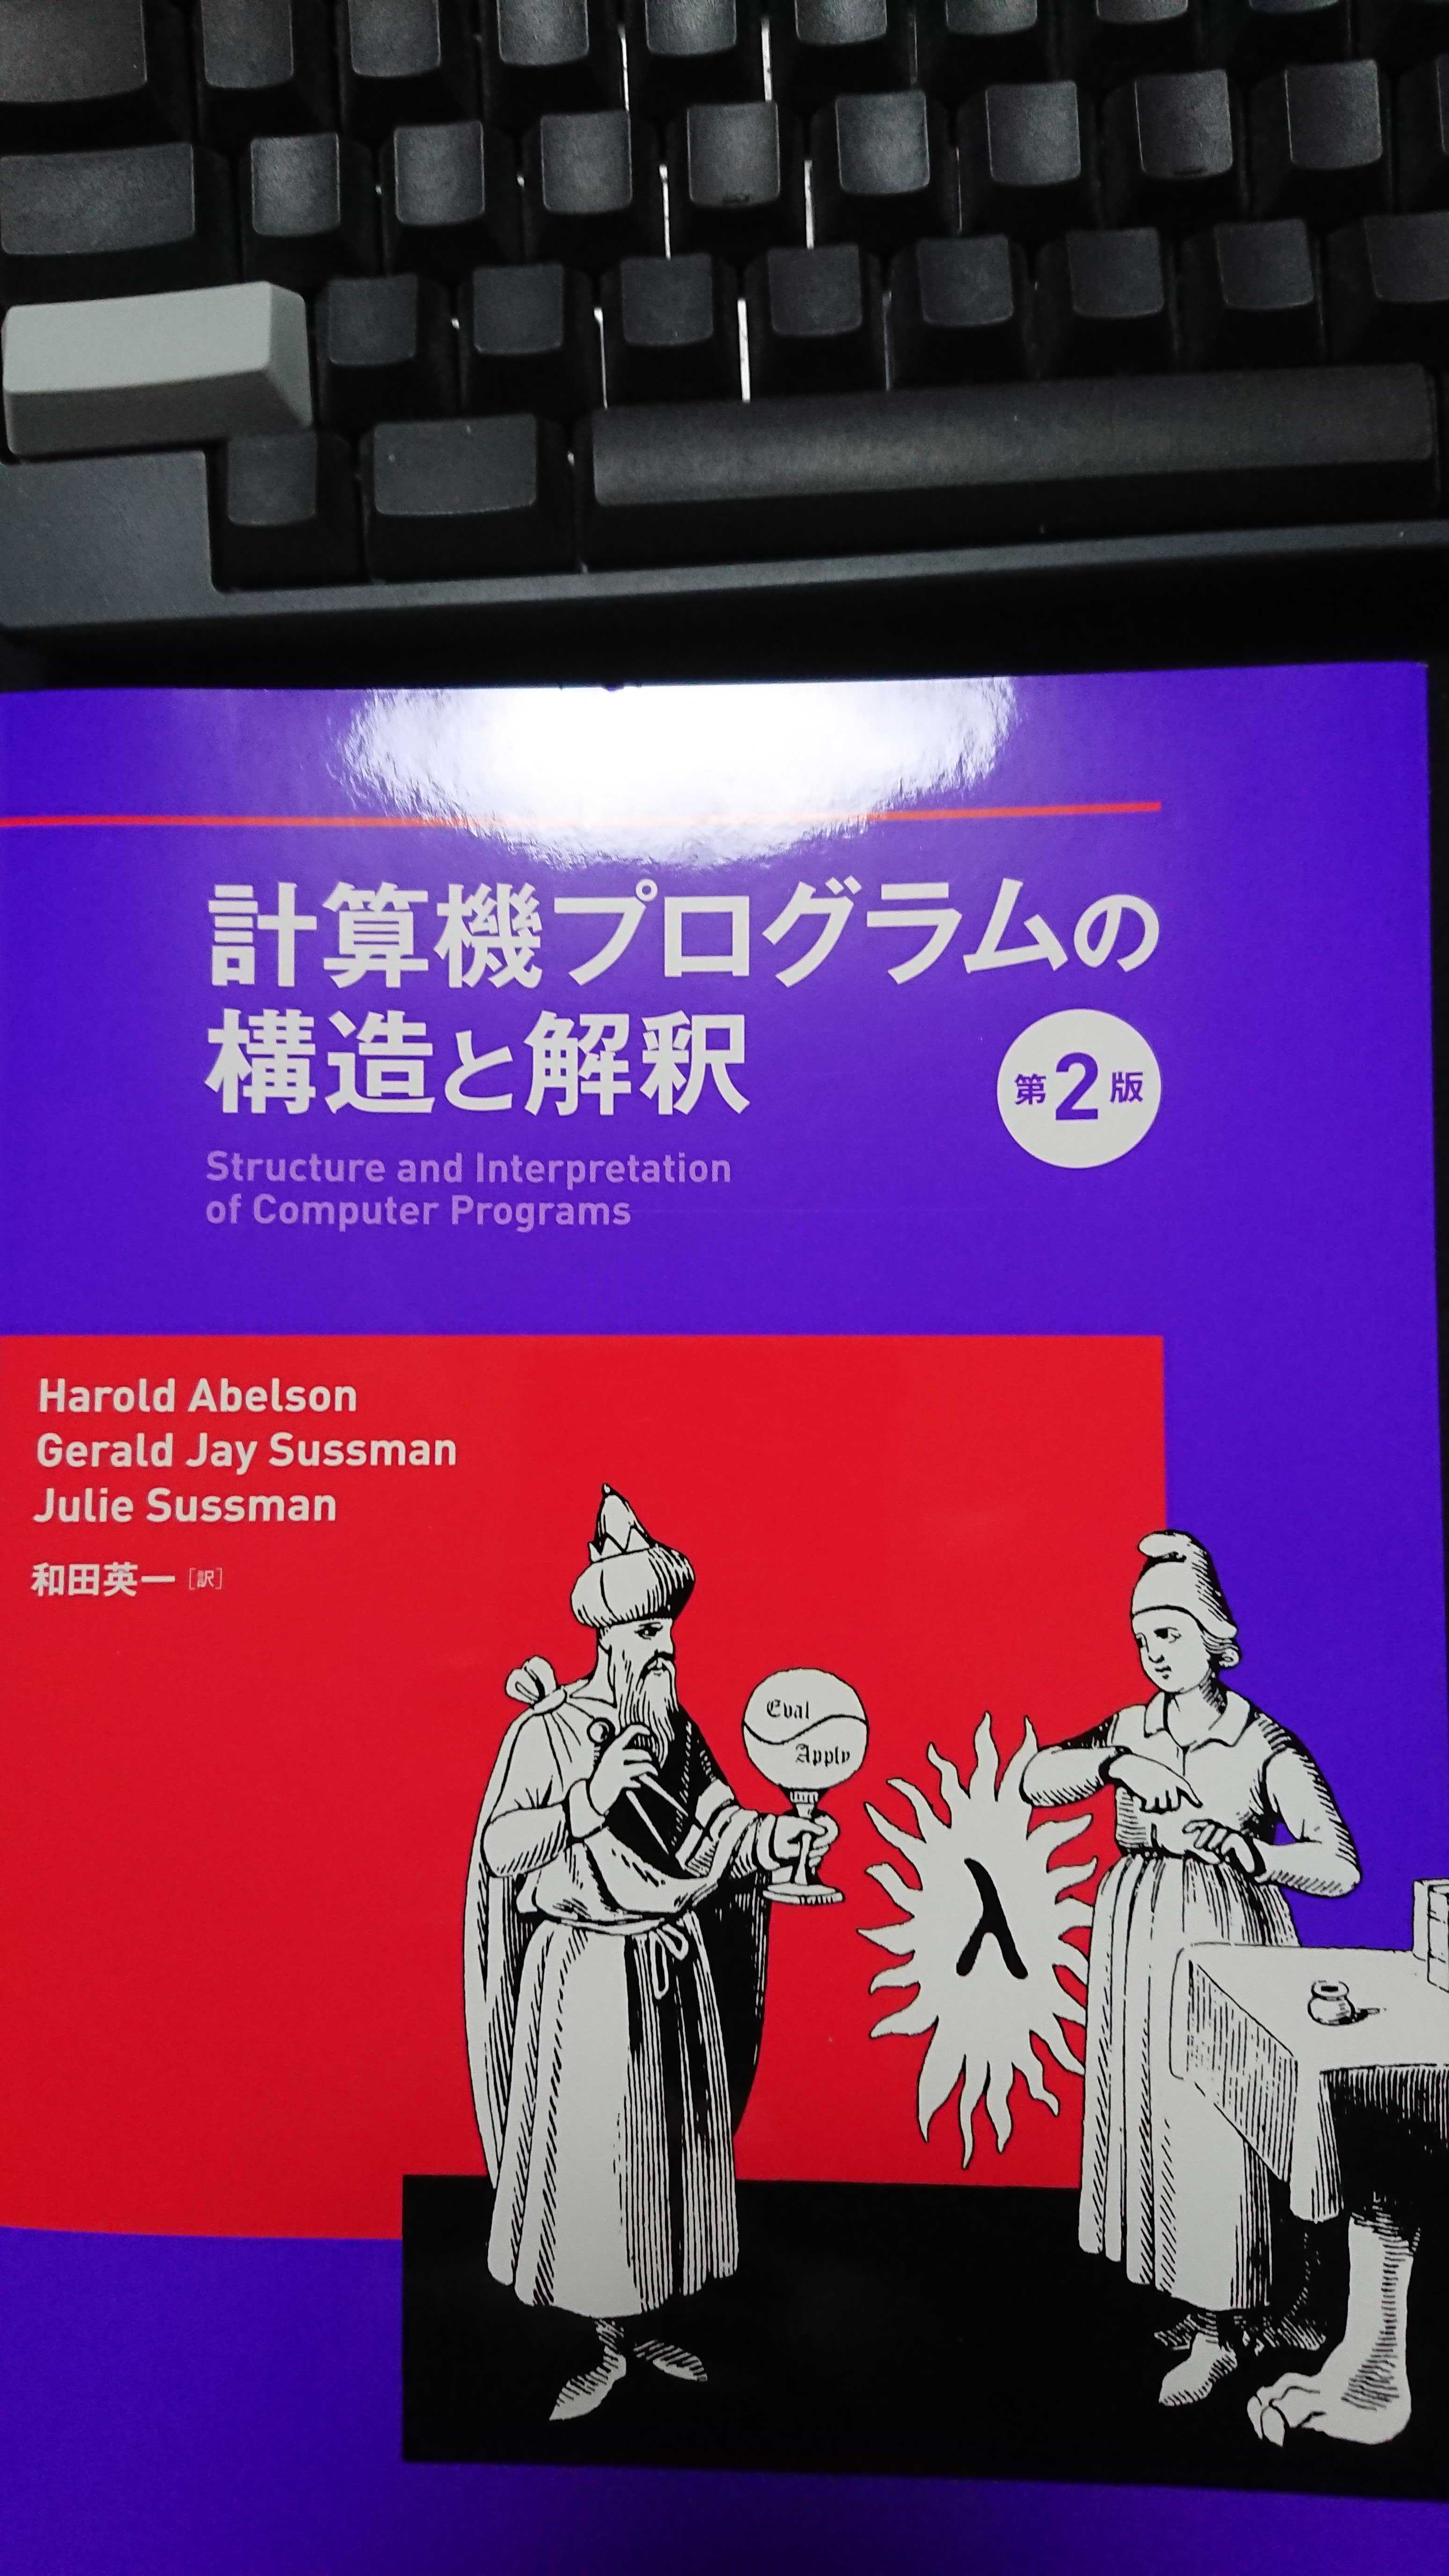 計算機プログラムの
構造と解釈
第2版
Structure and Interpretation
of Computer Programs
Harold Abelson
Gerald Jay Sussman
Julie Sussman
和田英一［訳］
Eval
Apply
λ